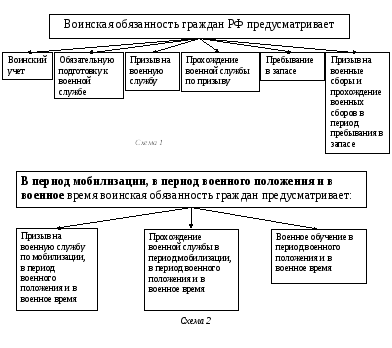 Воинская обязанность граждан РФ предусматривает
Воинский
учет
Обязательную
подготовку к
военной
службе
Призыв на
военную
службу
Прохождение
военной службы
по призыву
Пребывание
в запасе
Призыв на
военные
сборы и
прохождение
военных
сборов в
период
пребывания в
запасе
Схема 1
В период мобилизации, в период военного положения и в
военное время воинская обязанность граждан предусматривает:
Призыв на
военную службу
по мобилизации,
в период
военного
положения и в
военное время
Прохождение
военной службы в
период мобилизации,
в период военного
положения и в
военное время
Военное обучение в
период военного
положения и в
военное время
Схема 2